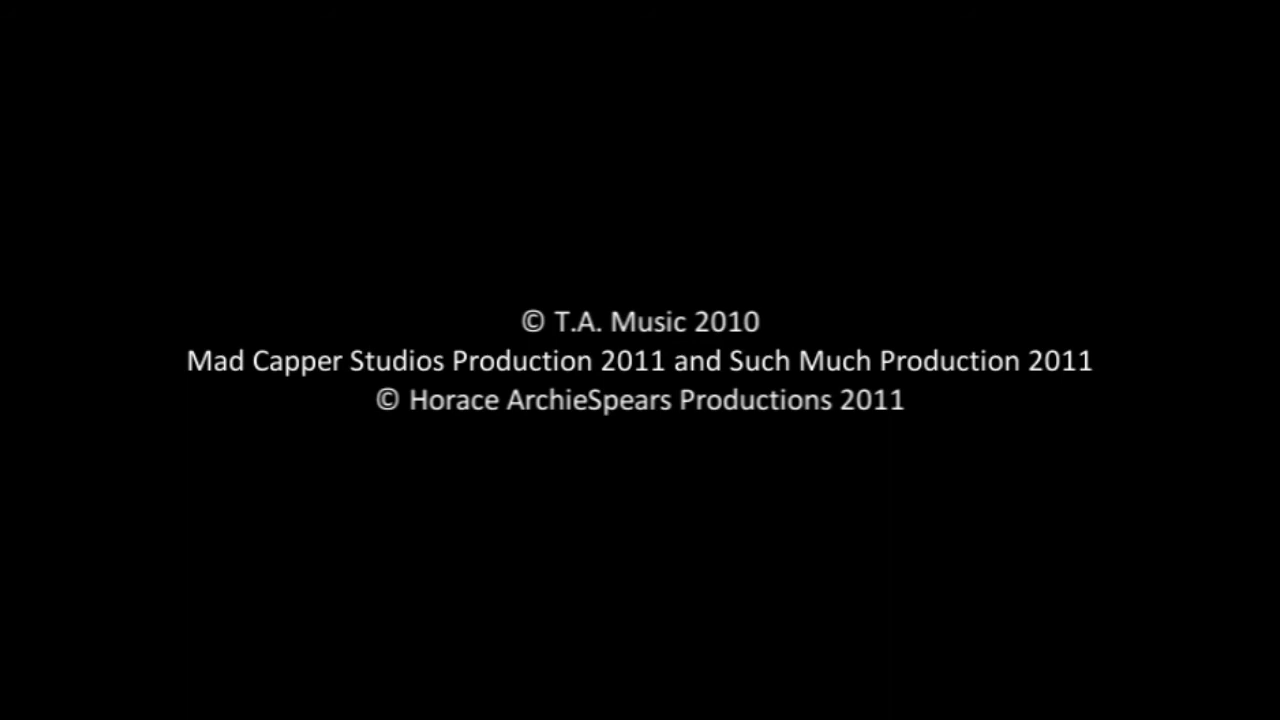 © T.A. Music 2010
Mad Capper Studios Production 2011 and Such Much Production 2011
© Horace ArchieSpears Productions 2011